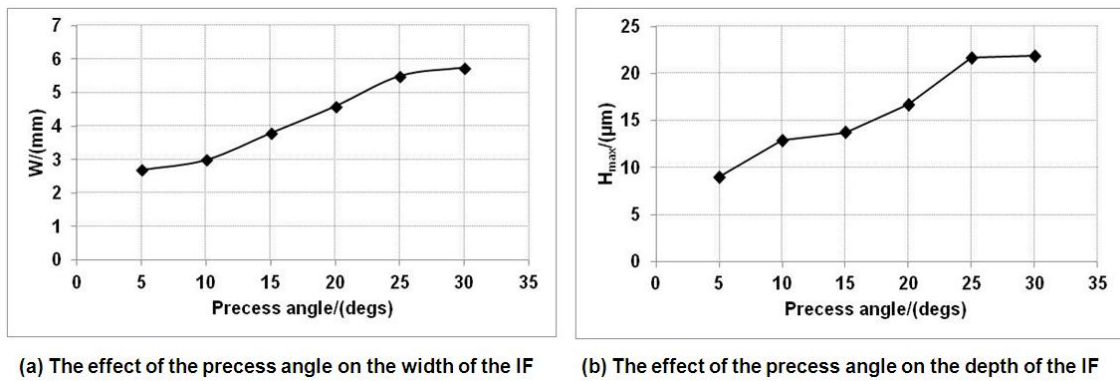 7
6
5
4
3
2
1
0
W/(mm)
0 5 10 15 20 25 30 35
Precess angle/(degs)
(a) The effect of the precess angle on the width of the IF
25
20
15
10
5
0
Hmax/(µm)
0 5 10 15 20 25 30 35
Precess angle/(degs)
(b) The effect of the precess angle on the depth of the IF